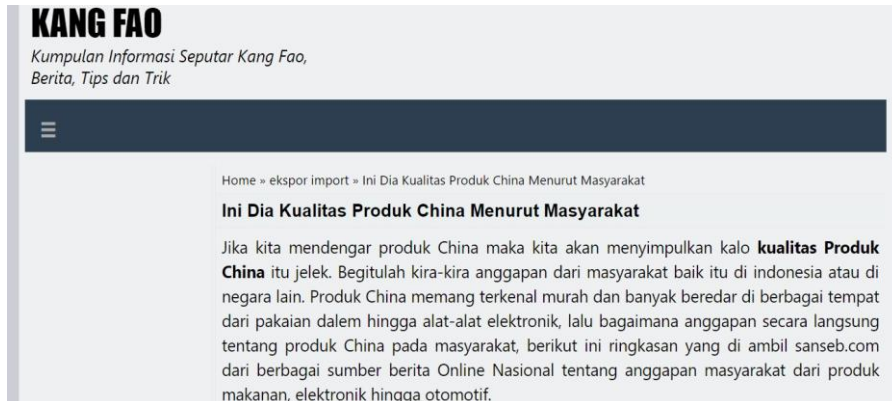 KANG FAO
Kumpulan Informasi Seputar Kang Fao,
Berita, Tips dan Trik
Home » ekspor import » Ini Dia Kualitas Produk China Menurut Masyarakat
Ini Dia Kualitas Produk China Menurut Masyarakat
Jika kita mendengar produk China maka kita akan menyimpulkan kalo kualitas Produk
China itu jelek. Begitulah kira-kira anggapan dari masyarakat baik itu di indonesia atau di
negara lain. Produk China memang terkenal murah dan banyak beredar di berbagai tempat
dari pakaian dalem hingga alat-alat elektronik, lalu bagaimana anggapan secara langsung
tentang produk China pada masyarakat, berikut ini ringkasan yang di ambil sanseb.com
dari berbagai sumber berita Online Nasional tentang anggapan masyarakat dari produk
makanan, elektronik hingga otomotif.